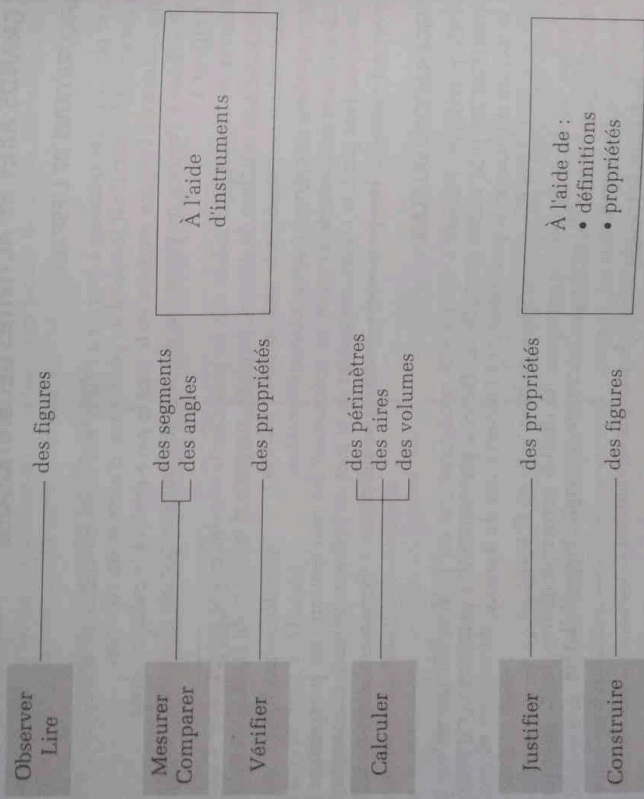 Observer
Lire
des figures
Mesurer
Comparer
des segments
des angles
À l'aide
d'instruments
Vérifier
des propriétés
Calculer
des périmètres
des aires
des volumes
Justifier
des propriétés
À l'aide de :
• définitions
• propriétés
Construire
des figures